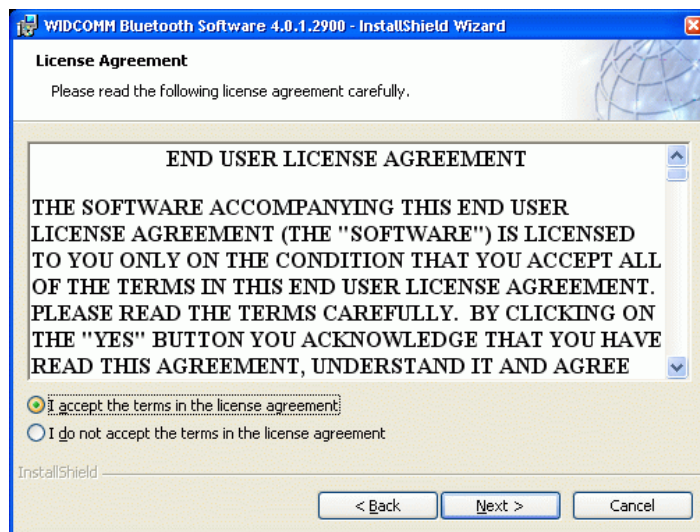 WIDCOMM Bluetooth Software 4.0.1.2900 - InstallShield Wizard
License Agreement
Please read the following license agreement carefully.
END USER LICENSE AGREEMENT
THE SOFTWARE ACCOMPANYING THIS END USER
LICENSE AGREEMENT (THE "SOFTWARE") IS LICENSED
TO YOU ONLY ON THE CONDITION THAT YOU ACCEPT ALL
OF THE TERMS IN THIS END USER LICENSE AGREEMENT.
PLEASE READ THE TERMS CAREFULLY.  BY CLICKING ON
THE "YES" BUTTON YOU ACKNOWLEDGE THAT YOU HAVE
READ THIS AGREEMENT, UNDERSTAND IT AND AGREE
I accept the terms in the license agreement
I do not accept the terms in the license agreement
InstallShield
< Back Next > Cancel